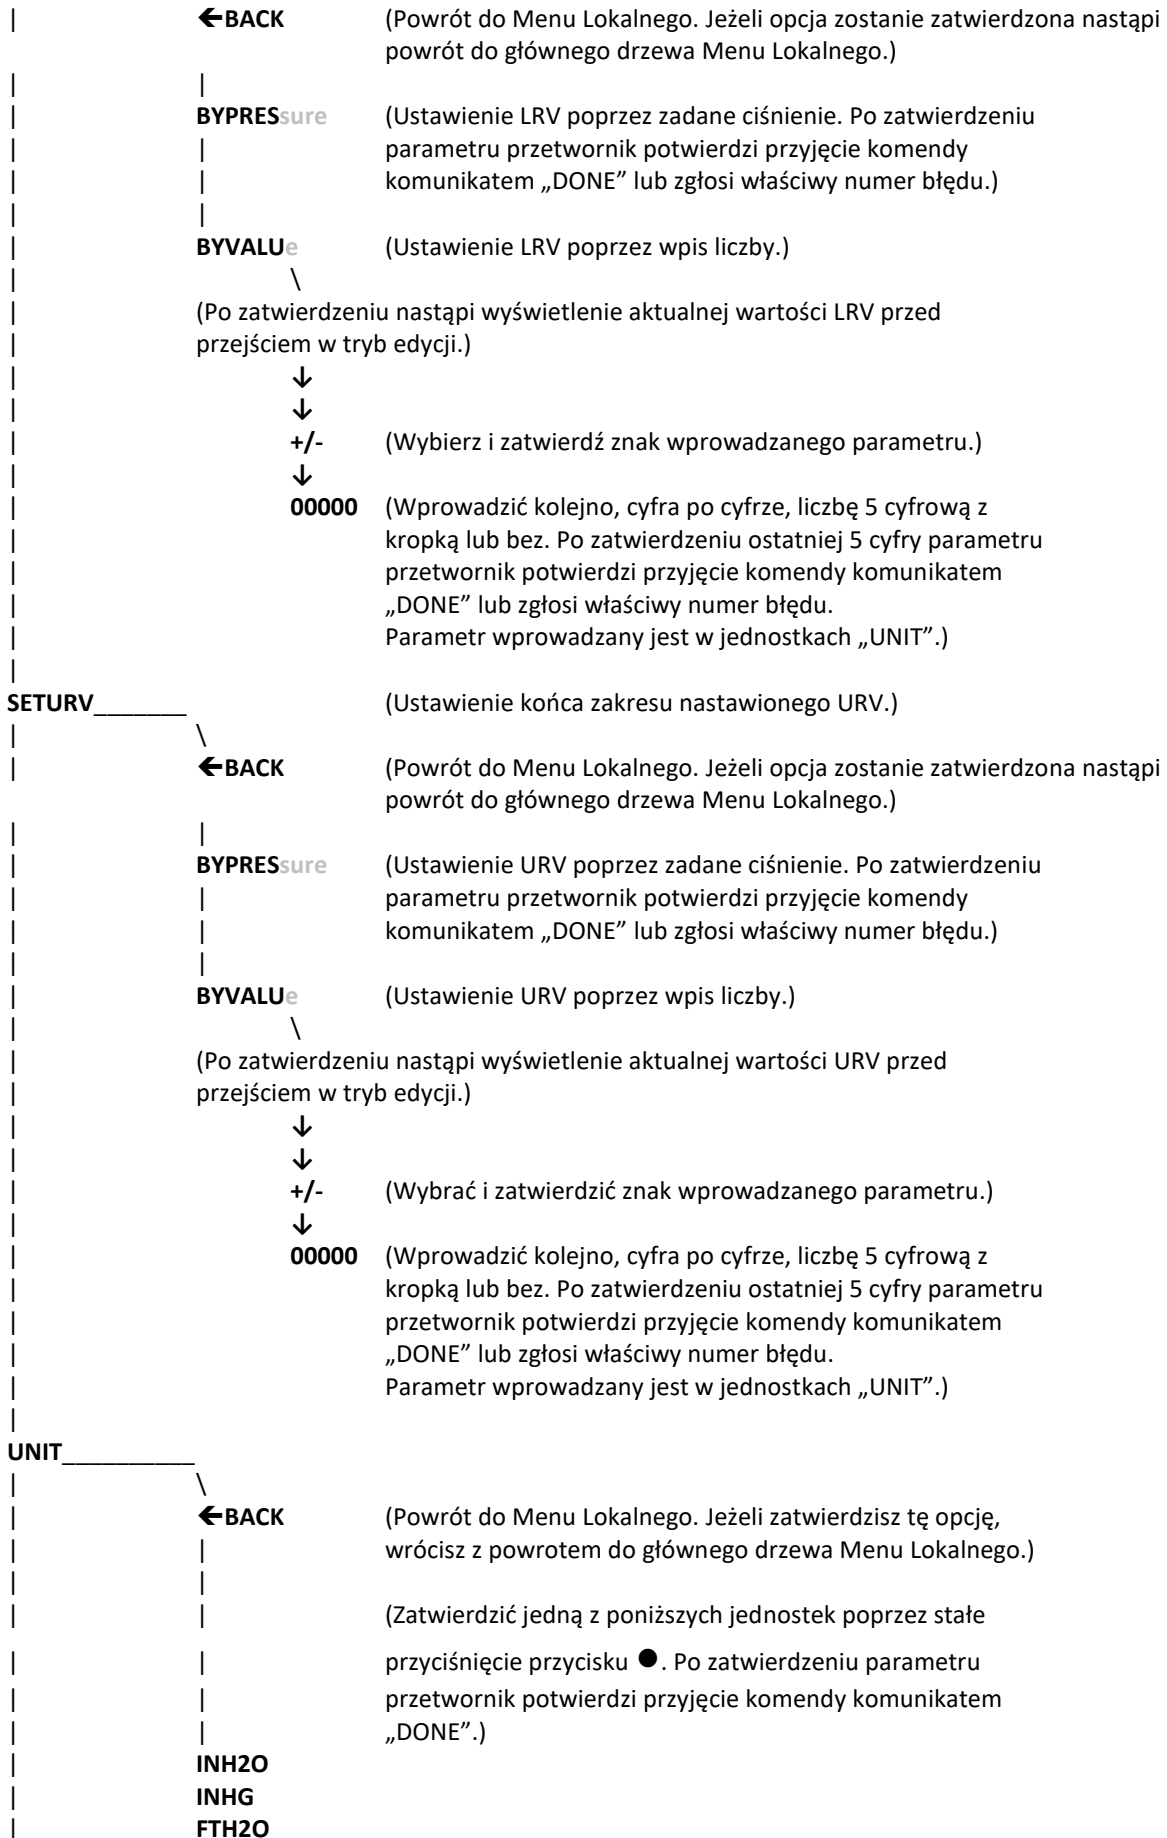 | 🡸BACK (Powrót do Menu Lokalnego. Jeżeli opcja zostanie zatwierdzona nastąpi
powrót do głównego drzewa Menu Lokalnego.)
| |
| BYPRESsure (Ustawienie LRV poprzez zadane ciśnienie. Po zatwierdzeniu
| | parametru przetwornik potwierdzi przyjęcie komendy
| | komunikatem „DONE” lub zgłosi właściwy numer błędu.)
| |
| BYVALUe (Ustawienie LRV poprzez wpis liczby.)
| \
| (Po zatwierdzeniu nastąpi wyświetlenie aktualnej wartości LRV przed
| przejściem w tryb edycji.)
| ↓
| ↓
| +/- (Wybierz i zatwierdź znak wprowadzanego parametru.)
| ↓
| 00000 (Wprowadzić kolejno, cyfra po cyfrze, liczbę 5 cyfrową z
| kropką lub bez. Po zatwierdzeniu ostatniej 5 cyfry parametru
| przetwornik potwierdzi przyjęcie komendy komunikatem
| „DONE” lub zgłosi właściwy numer błędu.
| Parametr wprowadzany jest w jednostkach „UNIT”.)
|
SETURV_______ (Ustawienie końca zakresu nastawionego URV.)
| \
| 🡸BACK (Powrót do Menu Lokalnego. Jeżeli opcja zostanie zatwierdzona nastąpi
powrót do głównego drzewa Menu Lokalnego.)
| |
| BYPRESsure (Ustawienie URV poprzez zadane ciśnienie. Po zatwierdzeniu
| | parametru przetwornik potwierdzi przyjęcie komendy
| | komunikatem „DONE” lub zgłosi właściwy numer błędu.)
| |
| BYVALUe (Ustawienie URV poprzez wpis liczby.)
| \
| (Po zatwierdzeniu nastąpi wyświetlenie aktualnej wartości URV przed
| przejściem w tryb edycji.)
| ↓
| ↓
| +/- (Wybrać i zatwierdzić znak wprowadzanego parametru.)
| ↓
| 00000 (Wprowadzić kolejno, cyfra po cyfrze, liczbę 5 cyfrową z
| kropką lub bez. Po zatwierdzeniu ostatniej 5 cyfry parametru
| przetwornik potwierdzi przyjęcie komendy komunikatem
| „DONE” lub zgłosi właściwy numer błędu.
| Parametr wprowadzany jest w jednostkach „UNIT”.)
|
UNIT__________
| \
| 🡸BACK (Powrót do Menu Lokalnego. Jeżeli zatwierdzisz tę opcję,
| | wrócisz z powrotem do głównego drzewa Menu Lokalnego.)
| |
| | (Zatwierdzić jedną z poniższych jednostek poprzez stałe
| | przyciśnięcie przycisku ●. Po zatwierdzeniu parametru
| | przetwornik potwierdzi przyjęcie komendy komunikatem
| | „DONE”.)
| INH2O
| INHG
| FTH2O